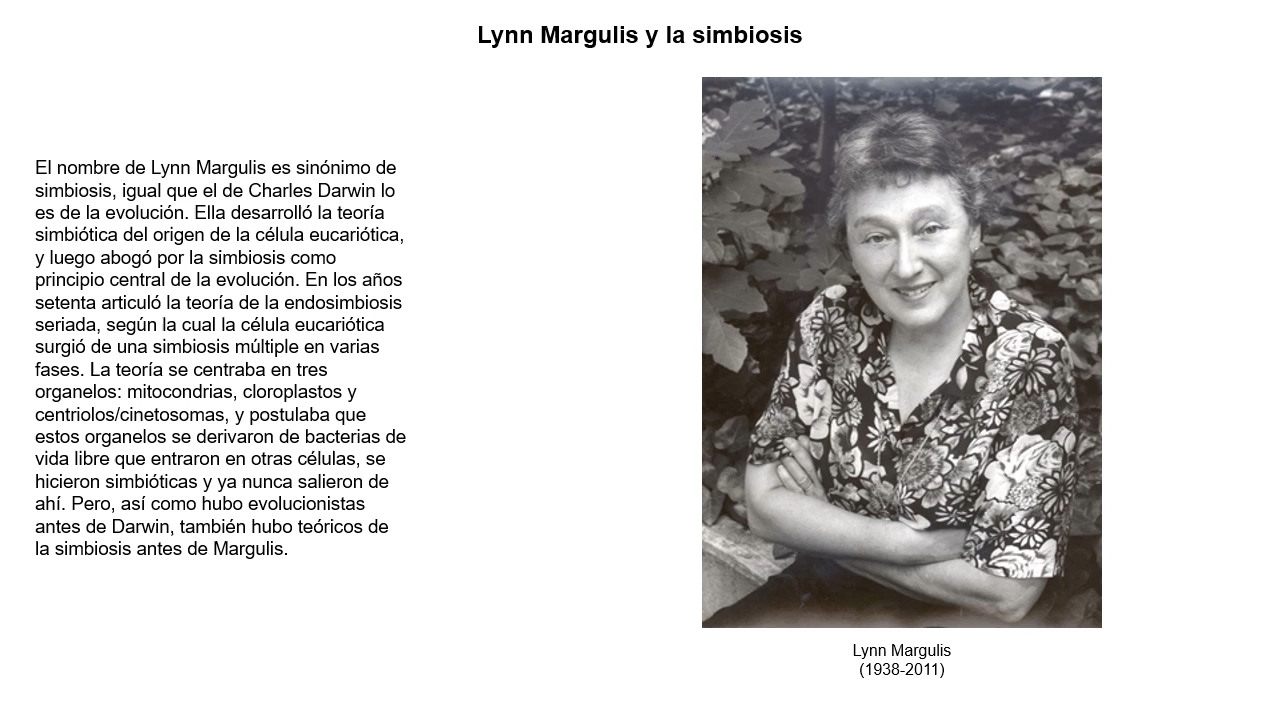 Lynn Margulis y la simbiosis
El nombre de Lynn Margulis es sinónimo de
simbiosis, igual que el de Charles Darwin lo
es de la evolución. Ella desarrolló la teoría
simbiótica del origen de la célula eucariótica,
y luego abogó por la simbiosis como
principio central de la evolución. En los años
setenta articuló la teoría de la endosimbiosis
seriada, según la cual la célula eucariótica
surgió de una simbiosis múltiple en varias
fases. La teoría se centraba en tres
organelos: mitocondrias, cloroplastos y
centriolos/cinetosomas, y postulaba que
estos organelos se derivaron de bacterias de
vida libre que entraron en otras células, se
hicieron simbióticas y ya nunca salieron de
ahí. Pero, así como hubo evolucionistas
antes de Darwin, también hubo teóricos de
la simbiosis antes de Margulis.
Lynn Margulis
(1938-2011)